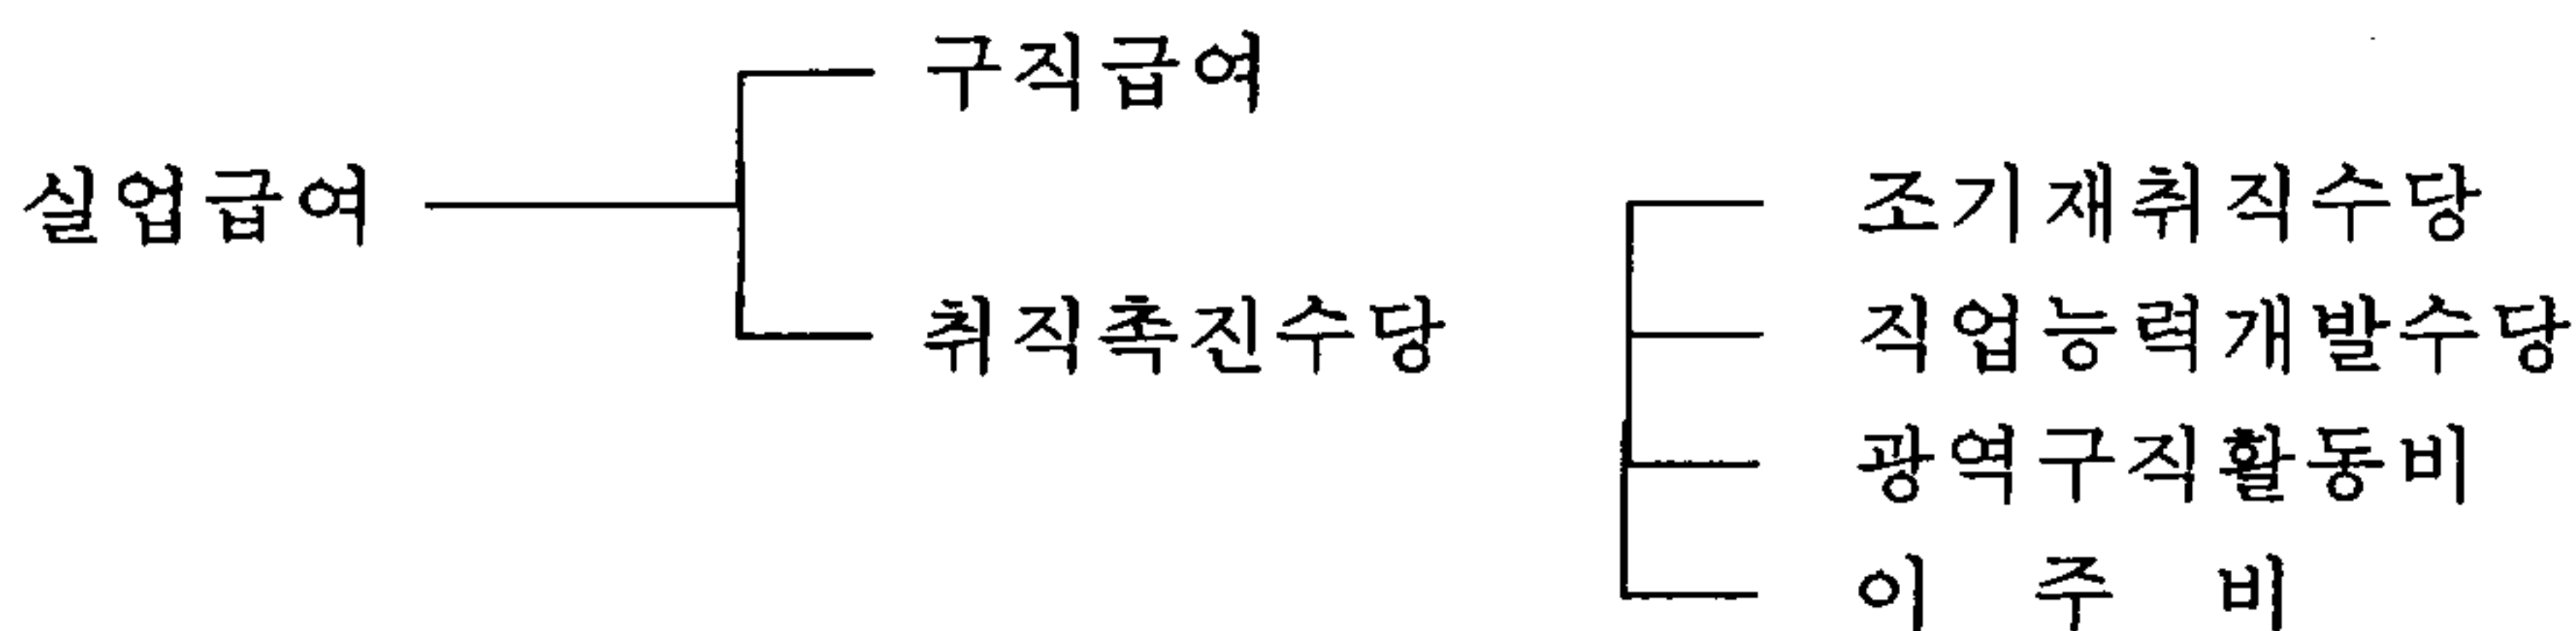 구직급여
실업급여
조기재취직수당
취직촉진수당
직업능력개발수당
광역구직활동비
이 주 비